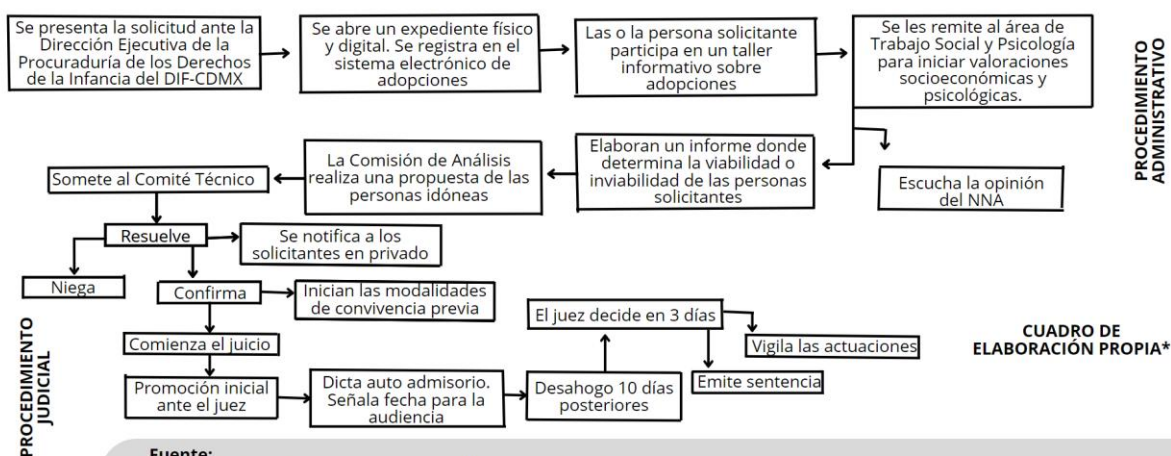 Se presenta la solicitud ante la
Dirección Ejecutiva de la
Procuraduría de los Derechos
de la Infancia del DIF-CDMX
Se abre un expediente físico
y digital. Se registra en el
sistema electrónico de
adopciones
Las o la persona solicitante
participa en un taller
informativo sobre
adopciones
Se les remite al área de
Trabajo Social y Psicología
para iniciar valoraciones
socioeconómicas y
psicológicas.
PROCEDIMIENTO
ADMINISTRATIVO
Escucha la opinión
del NNA
Elaboran un informe donde
determina la viabilidad o
inviabilidad de las personas
solicitantes
La Comisión de Análisis
realiza una propuesta de las
personas idóneas
Somete al Comité Técnico
Resuelve
Se notifica a los
solicitantes en privado
Niega
Confirma
Inician las modalidades
de convivencia previa
PROCEDIMIENTO
JUDICIAL
Comienza el juicio
Promoción inicial
ante el juez
Dicta auto admisorio.
Señala fecha para la
audiencia
Desahogo 10 días
posteriores
El juez decide en 3 días
Vigila las actuaciones
Emite sentencia
CUADRO DE
ELABORACIÓN PROPIA*
Fuente: